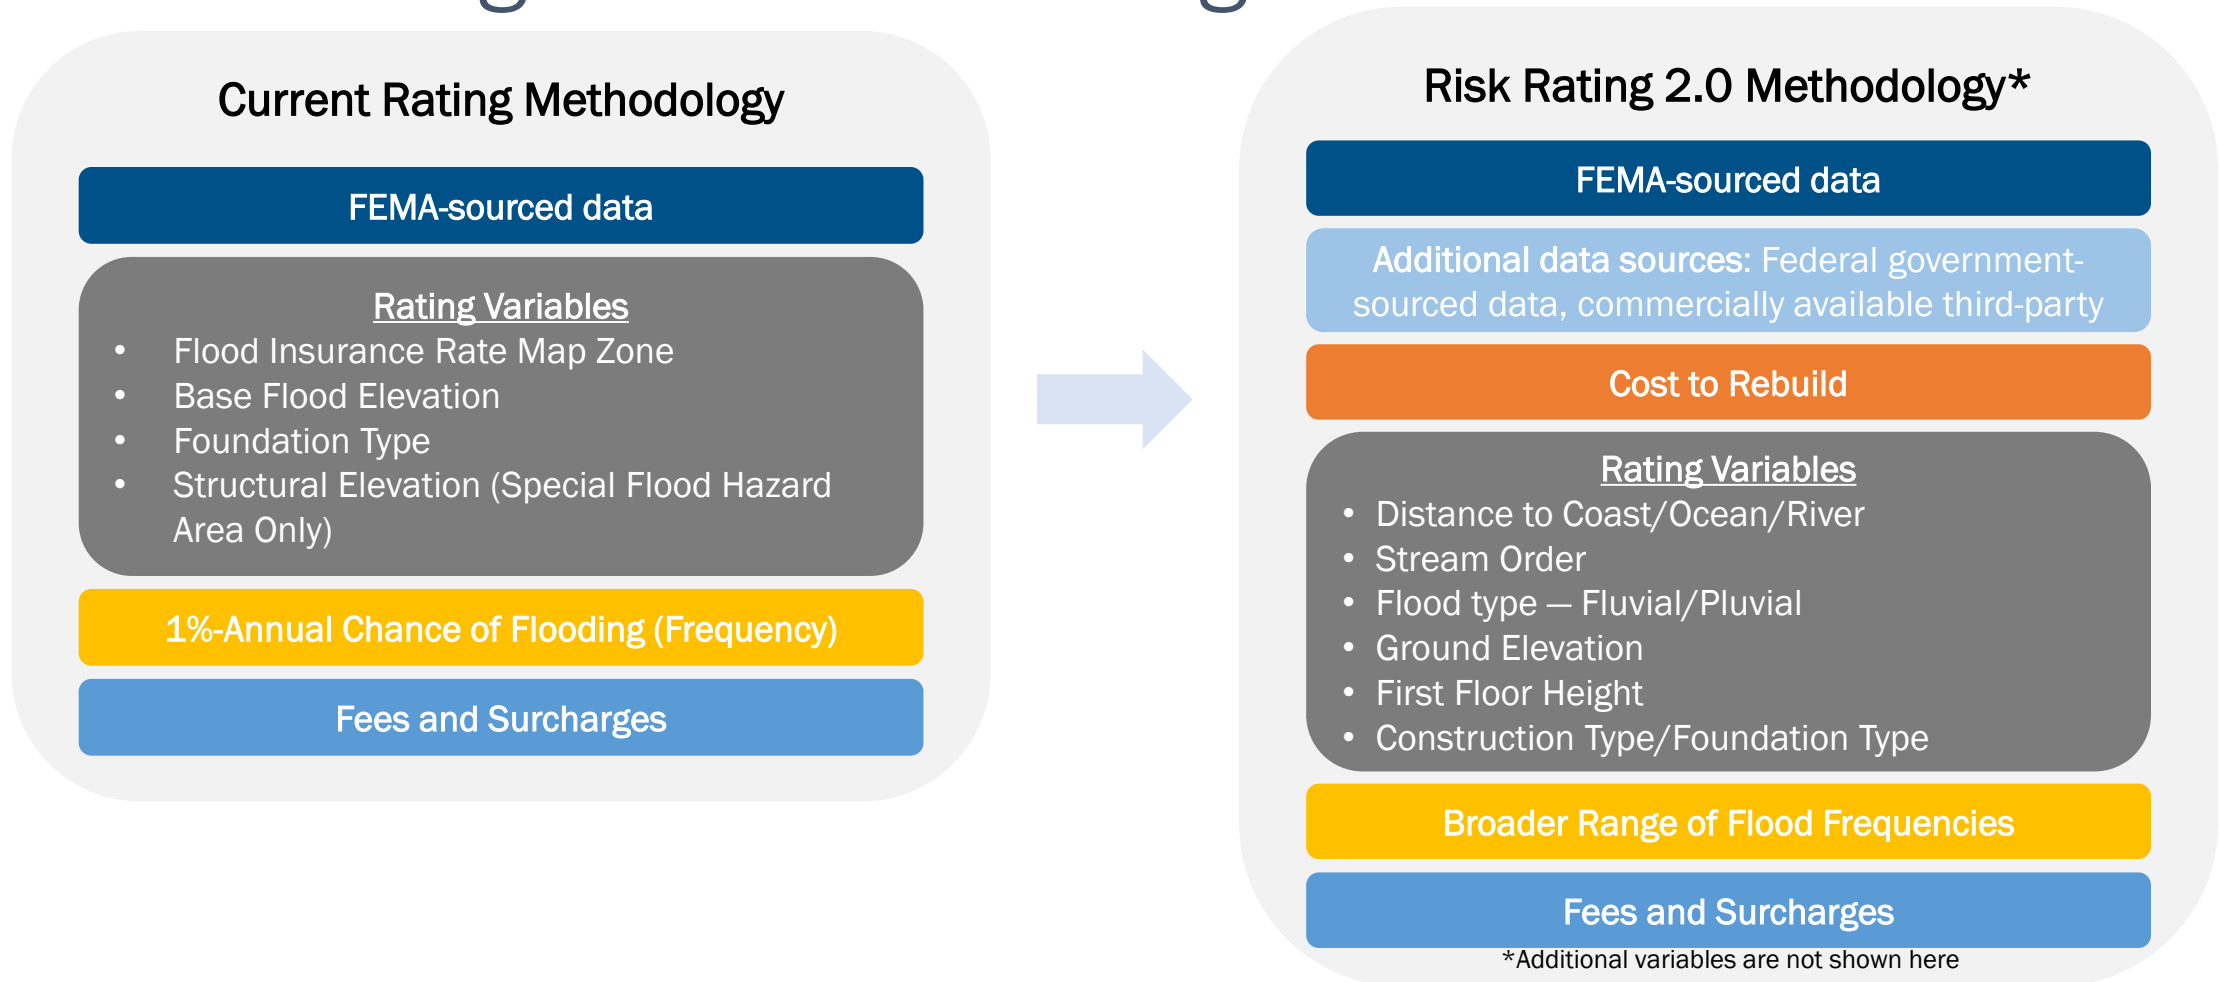 Current Rating Methodology
FEMA-sourced data
Rating Variables
• Flood Insurance Rate Map Zone
• Base Flood Elevation
• Foundation Type
• Structural Elevation (Special Flood Hazard
Area Only)
1%-Annual Chance of Flooding (Frequency)
Fees and Surcharges
Risk Rating 2.0 Methodology*
FEMA-sourced data
Additional data sources: Federal government-
sourced data, commercially available third-party
Cost to Rebuild
Rating Variables
• Distance to Coast/Ocean/River
• Stream Order
• Flood type — Fluvial/Pluvial
• Ground Elevation
• First Floor Height
• Construction Type/Foundation Type
Broader Range of Flood Frequencies
Fees and Surcharges
*Additional variables are not shown here